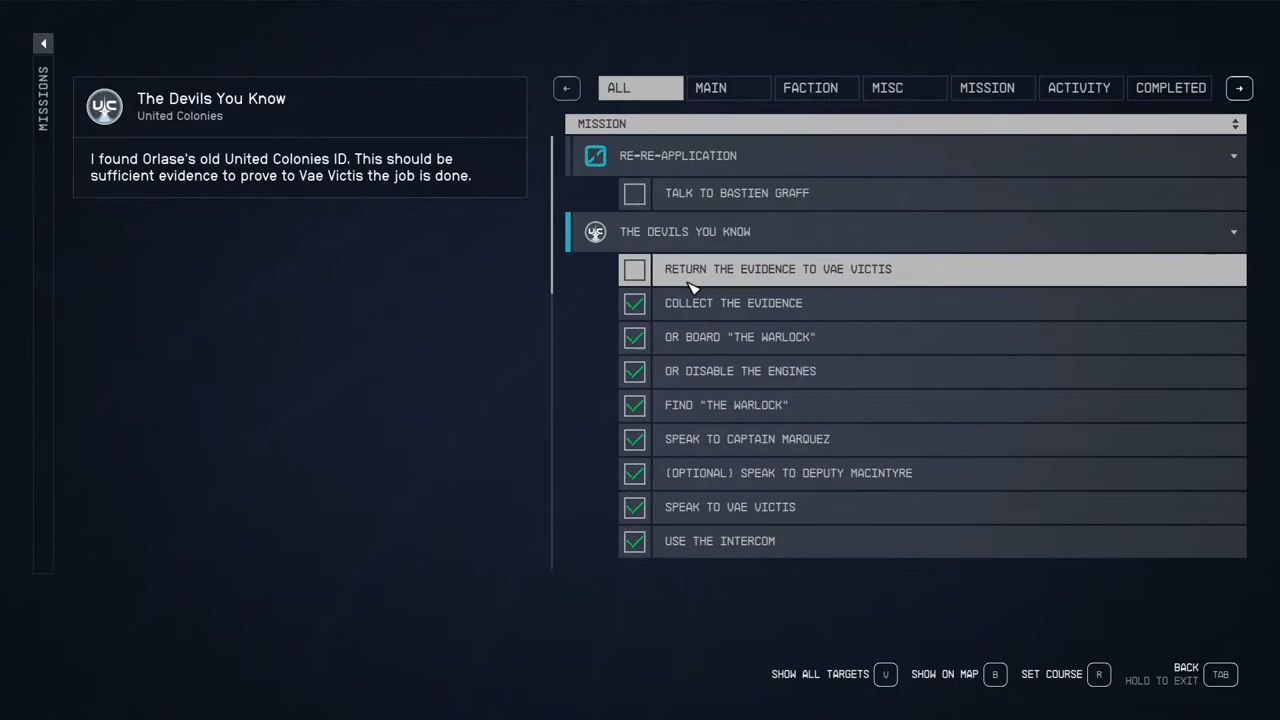 MISSIONS
UC
The Devils You Know
United Colonies
I found Orlase's old United Colonies ID. This should be
sufficient evidence to prove to Vae Victis the job is done.
ALL MAIN FACTION MISC MISSION ACTIVITY COMPLETED
MISSION
RE-RE-APPLICATION
TALK TO BASTIEN GRAFF
UC THE DEVILS YOU KNOW
RETURN THE EVIDENCE TO VAE VICTIS
COLLECT THE EVIDENCE
OR BOARD "THE WARLOCK"
OR DISABLE THE ENGINES
FIND "THE WARLOCK"
SPEAK TO CAPTAIN MARQUEZ
(OPTIONAL) SPEAK TO DEPUTY MACINTYRE
SPEAK TO VAE VICTIS
USE THE INTERCOM
SHOW ALL TARGETS V SHOW ON MAP B SET COURSE R BACK TAB
HOLD TO EXIT